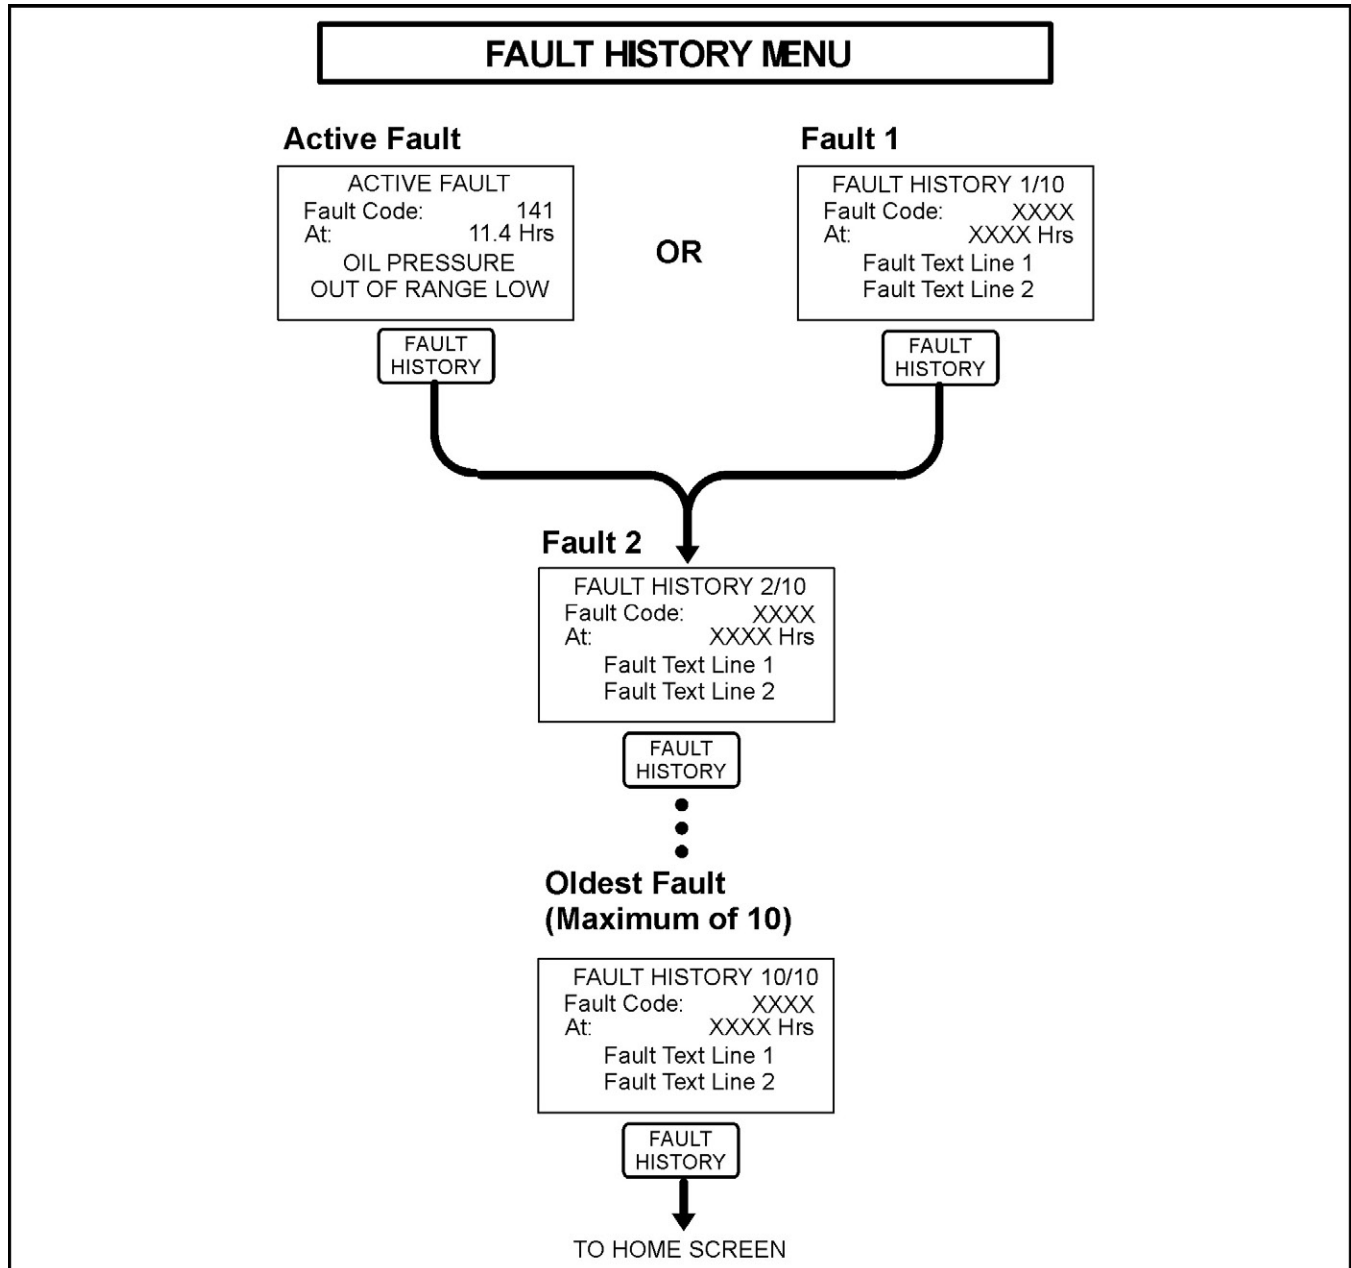 FAULT HISTORY MENU
Active Fault
ACTIVE FAULT
Fault Code: 141
At: 11.4 Hrs
OIL PRESSURE
OUT OF RANGE LOW
FAULT
HISTORY
OR
Fault 1
FAULT HISTORY 1/10
Fault Code: XXXX
At: XXXX Hrs
Fault Text Line 1
Fault Text Line 2
FAULT
HISTORY
Fault 2
FAULT HISTORY 2/10
Fault Code: XXXX
At: XXXX Hrs
Fault Text Line 1
Fault Text Line 2
FAULT
HISTORY
Oldest Fault
(Maximum of 10)
FAULT HISTORY 10/10
Fault Code: XXXX
At: XXXX Hrs
Fault Text Line 1
Fault Text Line 2
FAULT
HISTORY
TO HOME SCREEN